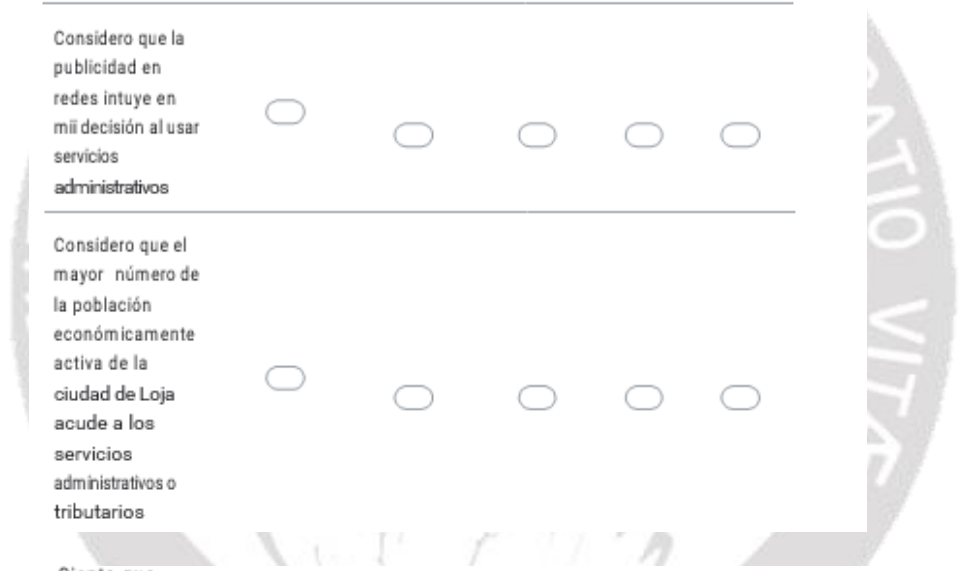 Considero que la
publicidad en
redes intuye en
mii decisión al usar
servicios
administrativos
Considero que el
mayor número de
la población
económicamente
activa de la
ciudad de Loja
acude a los
servicios
administrativos o
tributarios
VITA